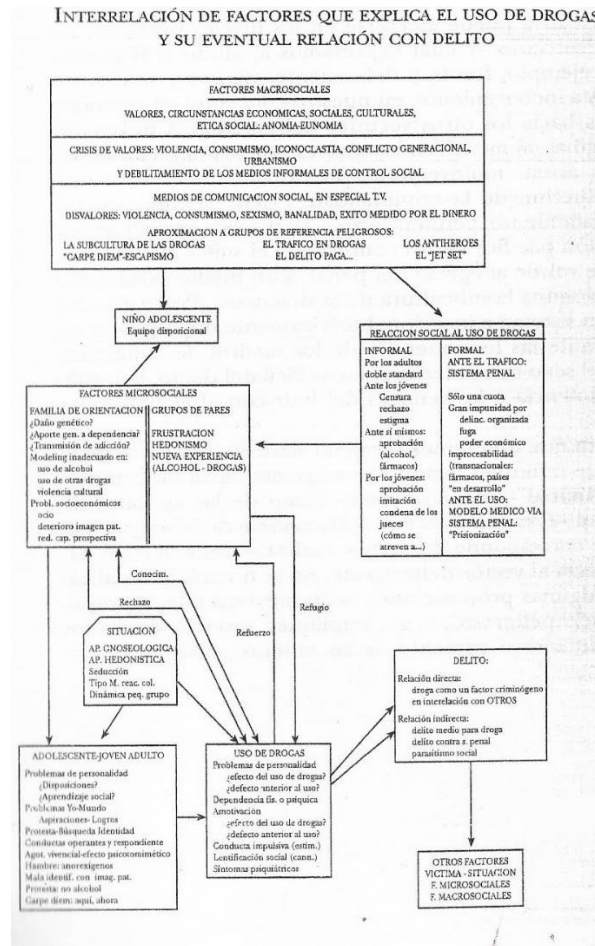 INTERRELACIÓN DE FACTORES QUE EXPLICA EL USO DE DROGAS
Y SU EVENTUAL RELACIÓN CON DELITO
FACTORES MACROSOCIALES
VALORES, CIRCUNSTANCIAS ECONOMICAS, SOCIALES, CULTURALES,
ETICA SOCIAL: ANOMIA-EUNOMIA
CRISIS DE VALORES: VIOLENCIA, CONSUMISMO, ICONOCLASTIA, CONFLICTO GENERACIONAL,
URBANISMO
Y DEBILITAMIENTO DE LOS MEDIOS INFORMALES DE CONTROL SOCIAL
MEDIOS DE COMUNICACION SOCIAL, EN ESPECIAL T.V.
DISVALORES: VIOLENCIA, CONSUMISMO, SEXISMO, BANALIDAD, EXITO MEDIDO POR EL DINERO
APROXIMACION A GRUPOS DE REFERENCIA PELIGROSOS:
LA SUBCULTURA DE LAS DROGAS EL TRAFICO EN DROGAS LOS ANTIHEROES
"CARPE DIEM"-ESCAPISMO EL DELITO PAGA... EL "JET SET"
NIÑO ADOLESCENTE
Equipo disposicional
REACCION SOCIAL AL USO DE DROGAS
INFORMAL
Por los adultos
doble standard
Ante los jóvenes
Censura
rechazo
estigma
Ante sí mismos:
aprobación
(alcohol,
fármacos)
Por los jóvenes:
aprobación
imitación
condena de los
jueces
(cómo se
atreven a...)
FORMAL
ANTE EL TRAFICO:
SISTEMA PENAL
Sólo una cuota
Gran impunidad por
delinc. organizada
fuga
poder económico
improcesabilidad
(transnacionales:
fármacos, países
"en desarrollo")
ANTE EL USO:
MODELO MEDICO VIA
SISTEMA PENAL:
"Prisionización"
FACTORES MICROSOCIALES
FAMILIA DE ORIENTACION
¿Daño genético?
¿Aporte gen. a dependencia?
¿Transmisión de adicción?
Modeling inadecuado en:
uso de alcohol
uso de otras drogas
violencia cultural
Probl. socioeconómicos
ocio
deterioro imagen pat.
red. cap. prospectiva
GRUPOS DE PARES
FRUSTRACION
HEDONISMO
NUEVA EXPERIENCIA
(ALCOHOL - DROGAS)
Conocim.
Rechazo
Refuerzo
Refugio
SITUACION
AP. GNOSEOLOGICA
AP. HEDONISTICA
Seducción
Tipo M. reac. col.
Dinámica peq. grupo
DELITO:
Relación directa:
droga como un factor criminógeno
en interrelación con OTROS
Relación indirecta:
delito medio para droga
delito contra s. penal
parasitismo social
ADOLESCENTE-JOVEN ADULTO
Problemas de personalidad
¿Disposiciones?
¿Aprendizaje social?
Problemas Yo-Mundo
Aspiraciones- Logros
Protesta-Búsqueda Identidad
Conductas operantes y respondiente
Agot. vivencial-efecto psicotomimético
Hambre: anorexígenos
Mala identif. con imag. pat.
Protesta: no alcohol
Carpe diem: aquí, ahora
USO DE DROGAS
Problemas de personalidad
¿efecto del uso de drogas?
¿defecto anterior al uso?
Dependencia fís. o psíquica
Amotivación
¿efecto del uso de drogas?
¿defecto anterior al uso?
Conducta impulsiva (estim.)
Lentificación social (cann.)
Síntomas psiquiátricos
OTROS FACTORES
VICTIMA - SITUACION
F. MICROSOCIALES
F. MACROSOCIALES